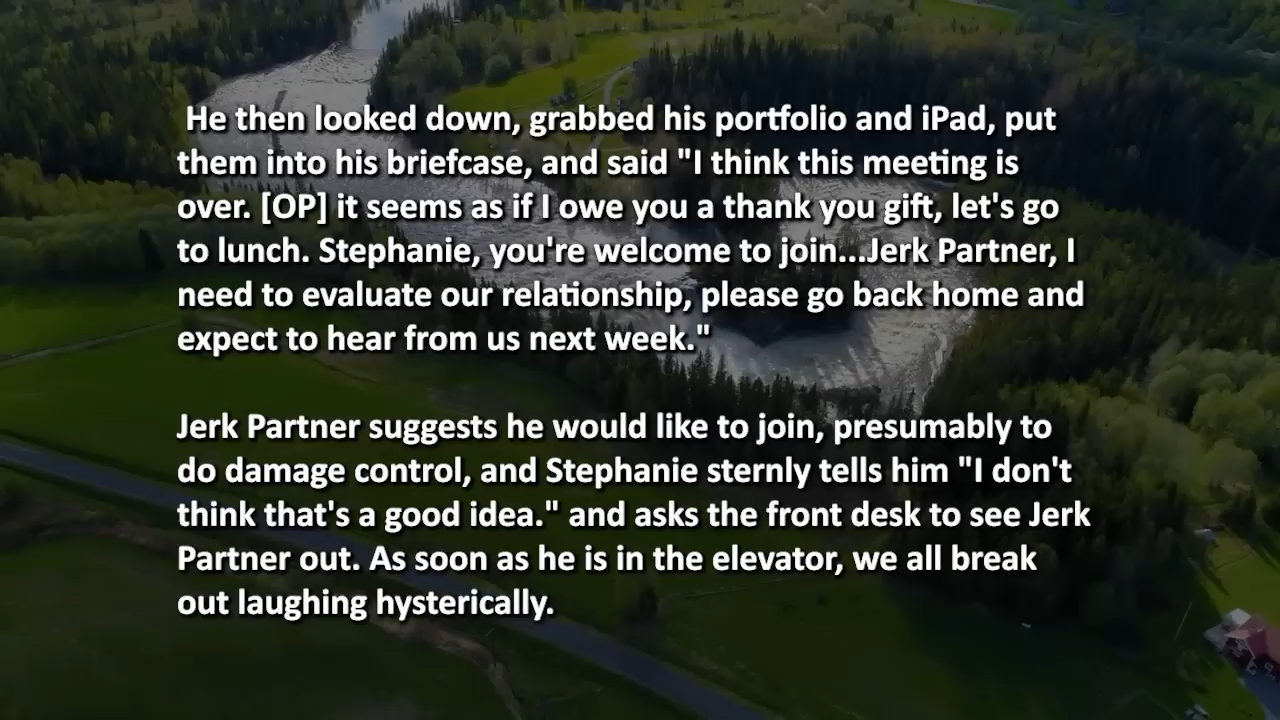 He then looked down, grabbed his portfolio and iPad, put
them into his briefcase, and said "I think this meeting is
over. [OP] it seems as if I owe you a thank you gift, let's go
to lunch. Stephanie, you're welcome to join...Jerk Partner, I
need to evaluate our relationship, please go back home and
expect to hear from us next week."
Jerk Partner suggests he would like to join, presumably to
do damage control, and Stephanie sternly tells him "I don't
think that's a good idea." and asks the front desk to see Jerk
Partner out. As soon as he is in the elevator, we all break
out laughing hysterically.